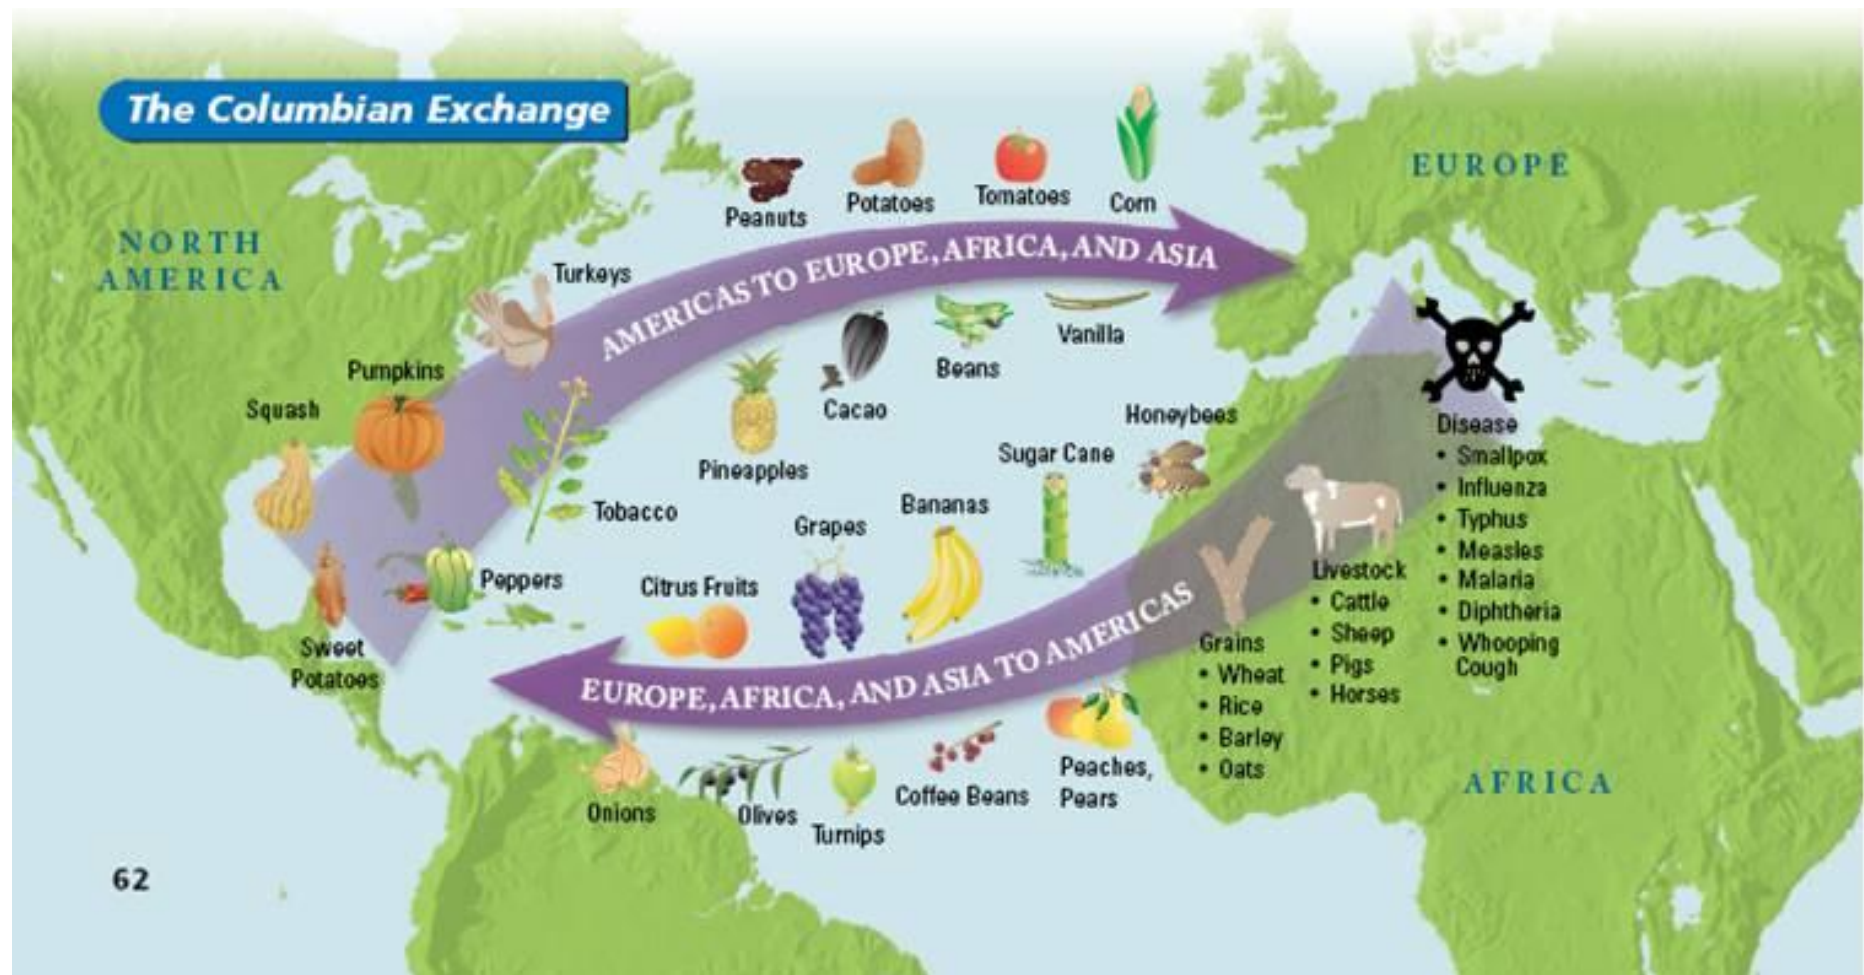 The Columbian Exchange
NORTH
AMERICA
EUROPE
AFRICA
Peanuts
Potatoes
Tomatoes
Corn
AMERICAS TO EUROPE, AFRICA, AND ASIA
Turkeys
Pumpkins
Squash
Tobacco
Peppers
Sweet
Potatoes
Pineapples
Cacao
Beans
Vanilla
Honeybees
Sugar Cane
Bananas
Grapes
Citrus Fruits
EUROPE, AFRICA, AND ASIA TO AMERICAS
Onions
Olives
Turnips
Coffee Beans
Peaches,
Pears
Grains
• Wheat
• Rice
• Barley
• Oats
Livestock
• Cattle
• Sheep
• Pigs
• Horses
Disease
• Smallpox
• Influenza
• Typhus
• Measles
• Malaria
• Diphtheria
• Whooping
Cough
62